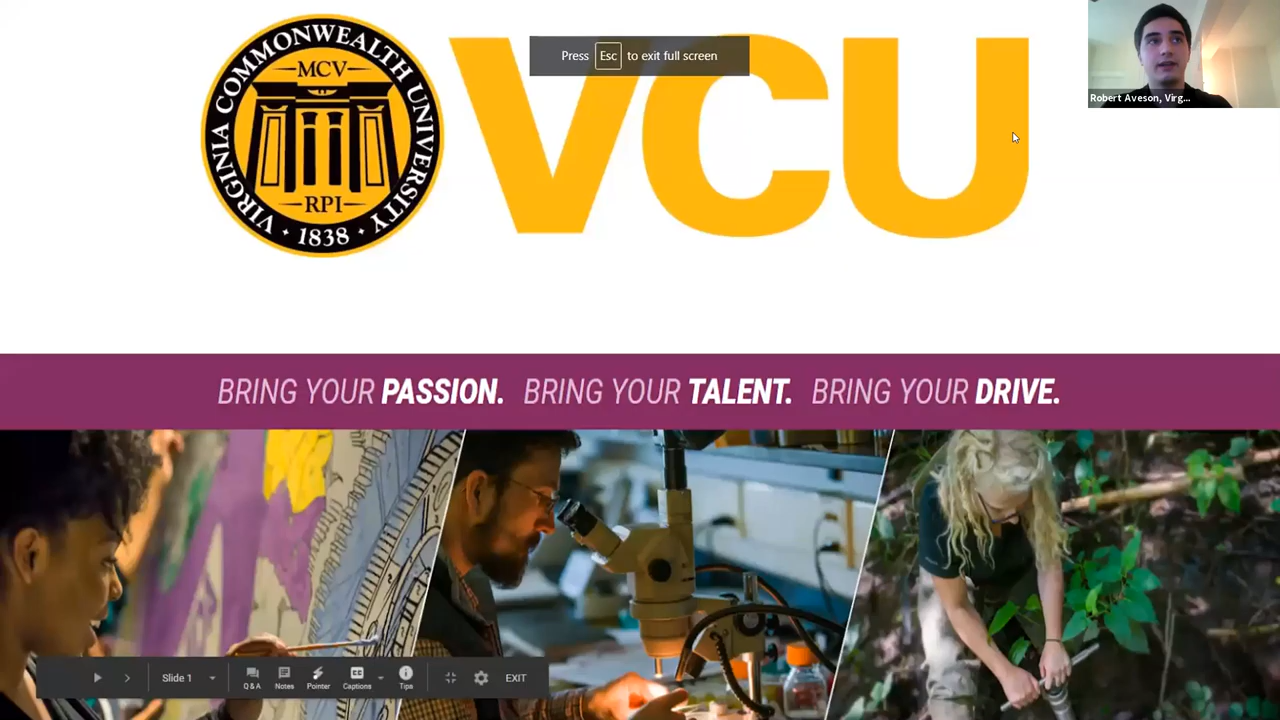 VIRGINIA COMMONWEALTH UNIVERSITY
MCV
RPI
1838
VCU
Press Esc to exit full screen
Robert Aveson, Virg...
BRING YOUR PASSION. BRING YOUR TALENT. BRING YOUR DRIVE.
Slide 1
Q & A
Notes
Pointer
CC
Captions
Tips
EXIT